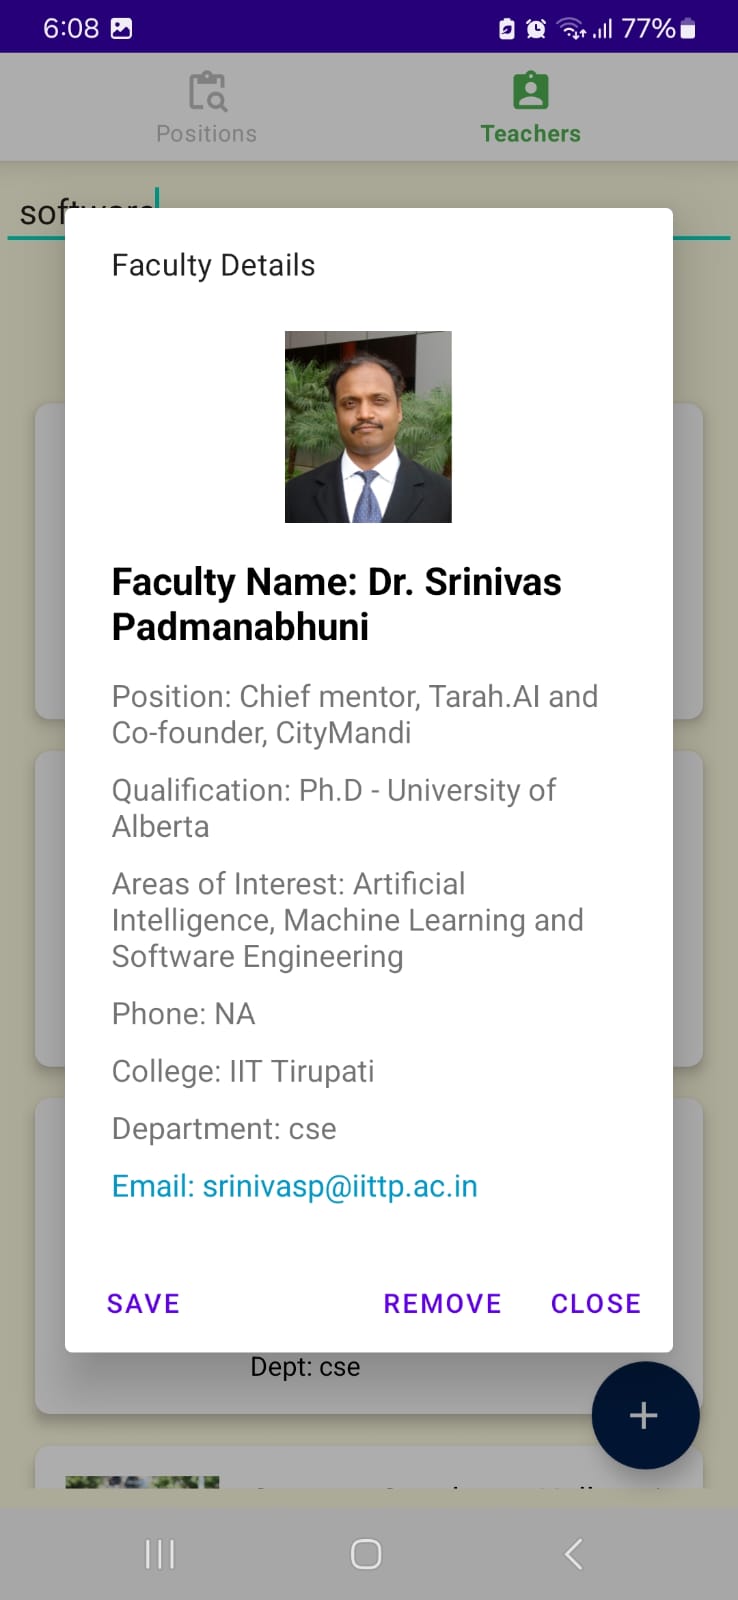 6:08
77%
Positions
Teachers
Faculty Details
Faculty Name: Dr. Srinivas
Padmanabhuni
Position: Chief mentor, Tarah.AI and
Co-founder, CityMandi
Qualification: Ph.D - University of
Alberta
Areas of Interest: Artificial
Intelligence, Machine Learning and
Software Engineering
Phone: NA
College: IIT Tirupati
Department: cse
Email: srinivasp@iittp.ac.in
SAVE
REMOVE
CLOSE
Dept: cse